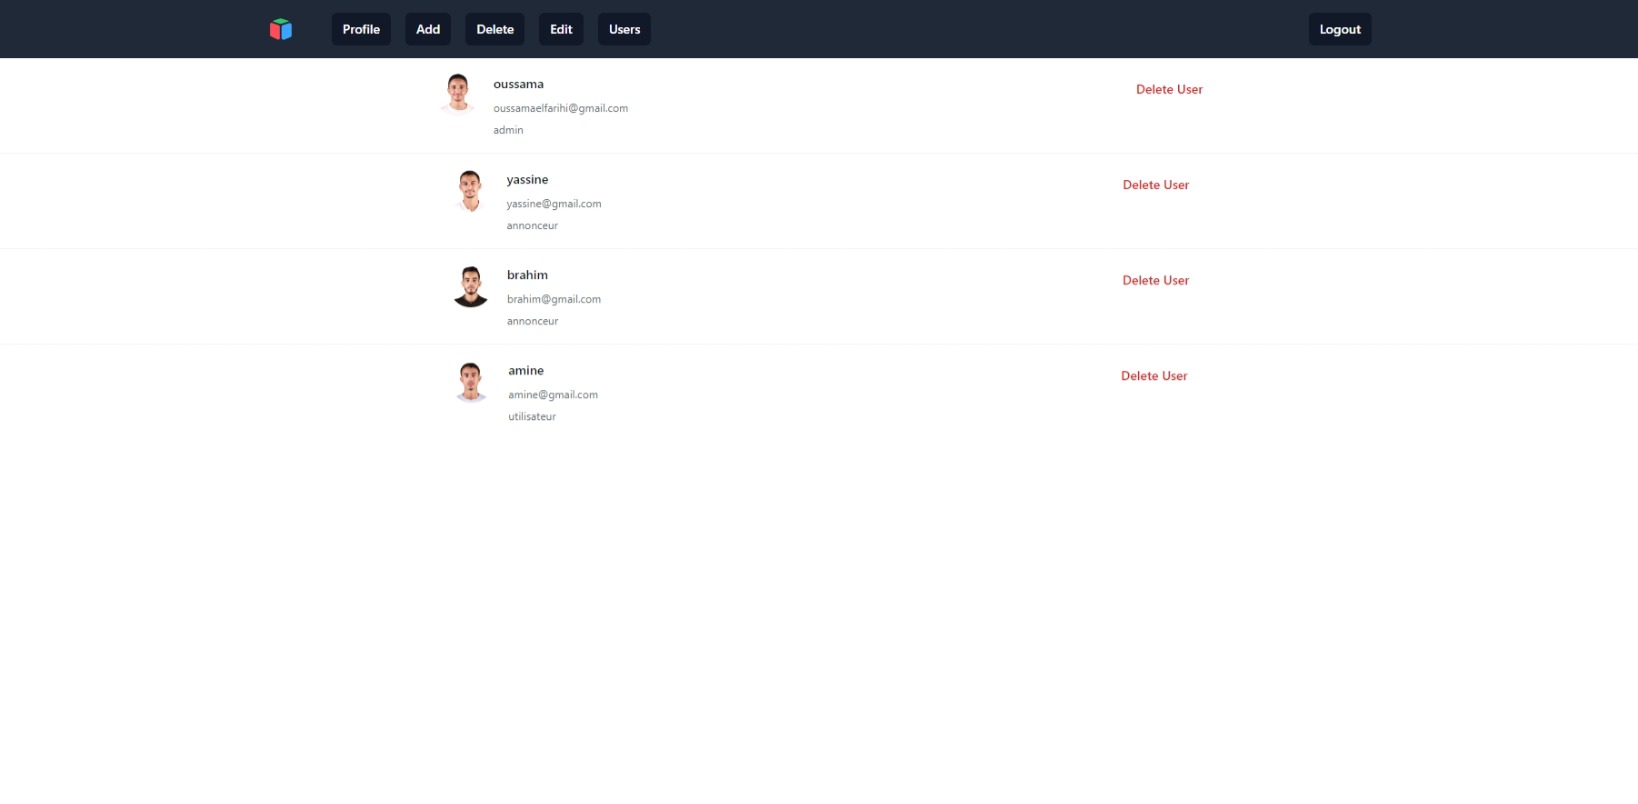 Profile Add Delete Edit Users Logout
oussama
Delete User
oussamaelfarihi@gmail.com
admin
yassine
Delete User
yassine@gmail.com
annonceur
brahim
Delete User
brahim@gmail.com
annonceur
amine
Delete User
amine@gmail.com
utilisateur